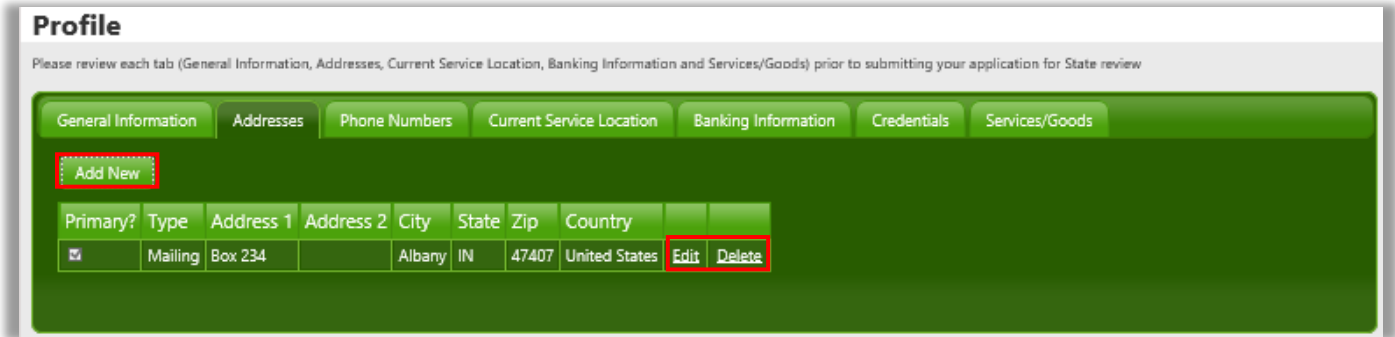 Profile
Please review each tab (General Information, Addresses, Current Service Location, Banking Information and Services/Goods) prior to submitting your application for State review
General Information Addresses Phone Numbers Current Service Location Banking Information Credentials Services/Goods
Add New
Primary? Type Address 1 Address 2 City State Zip Country
Mailing Box 234 Albany IN 47407 United States Edit Delete